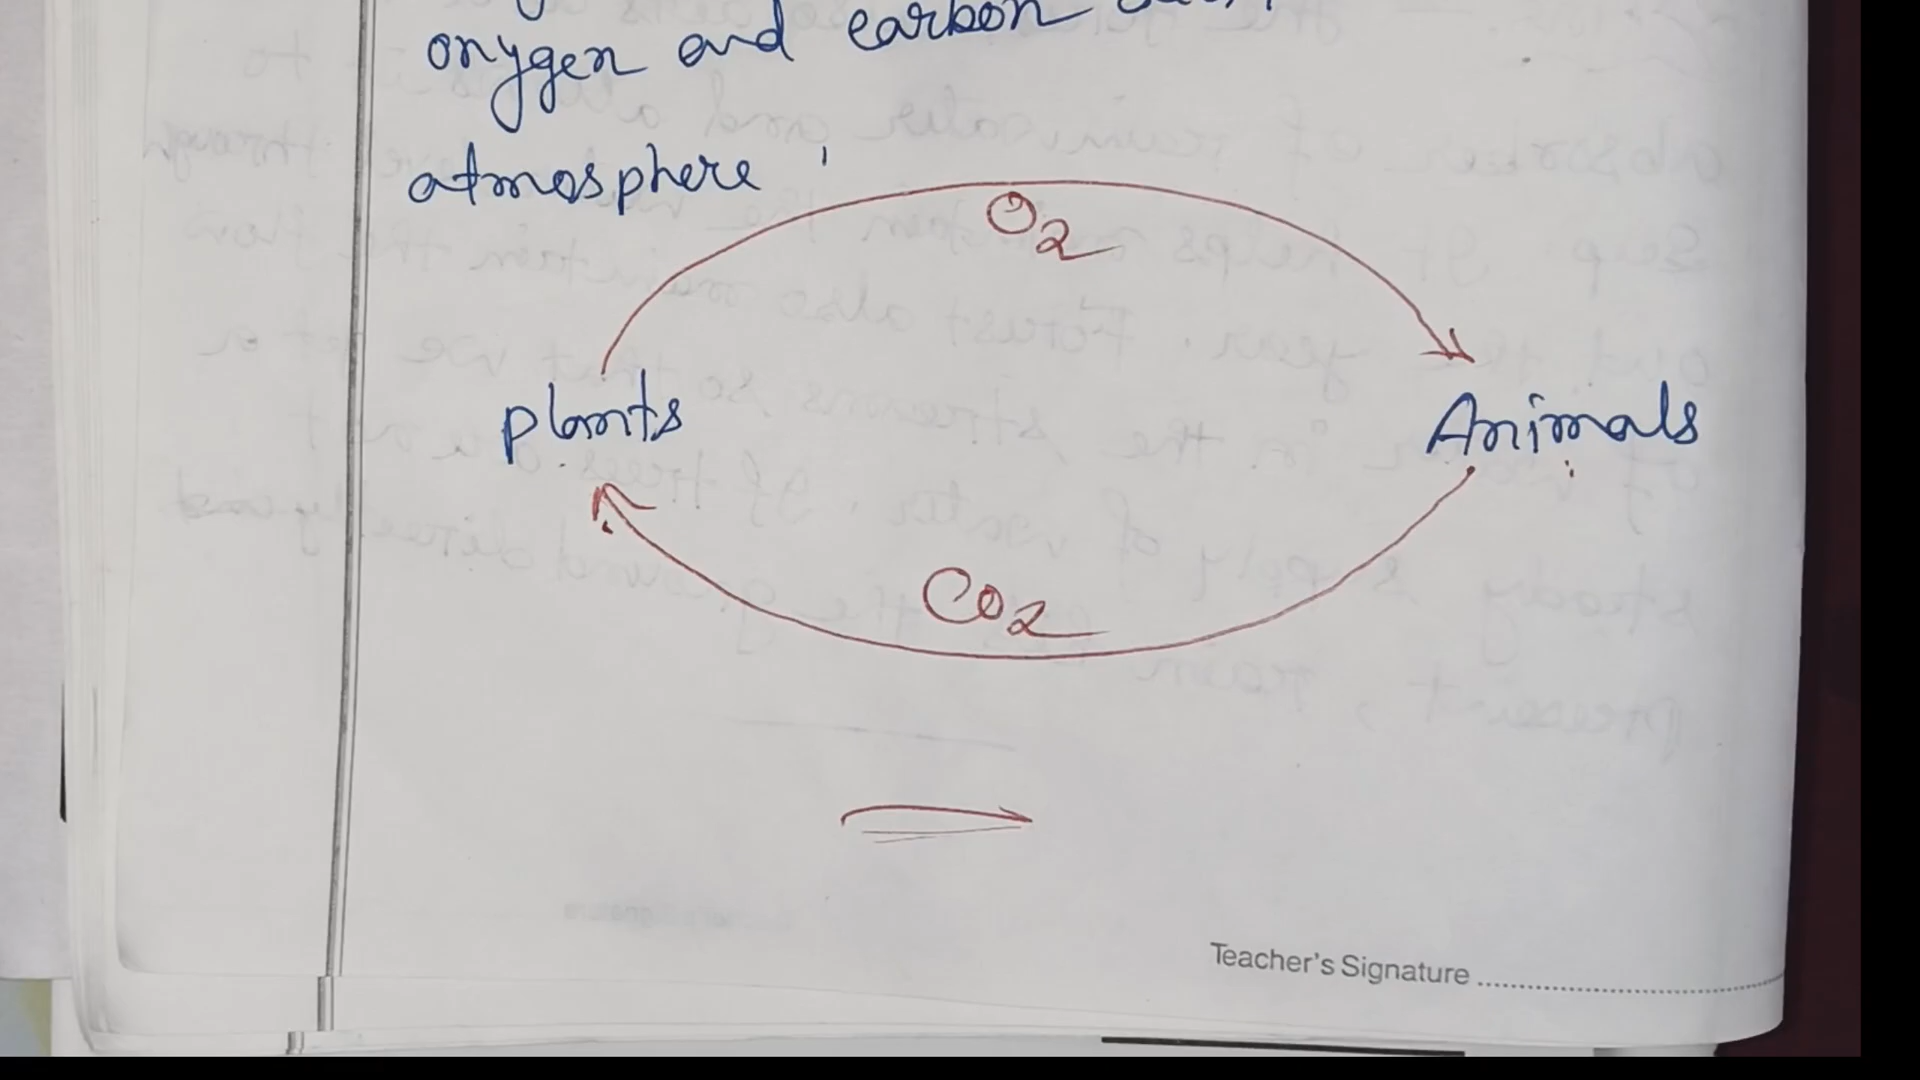 oxygen and carbon
atmosphere
O2
plants
Animals
CO2
Teacher's Signature